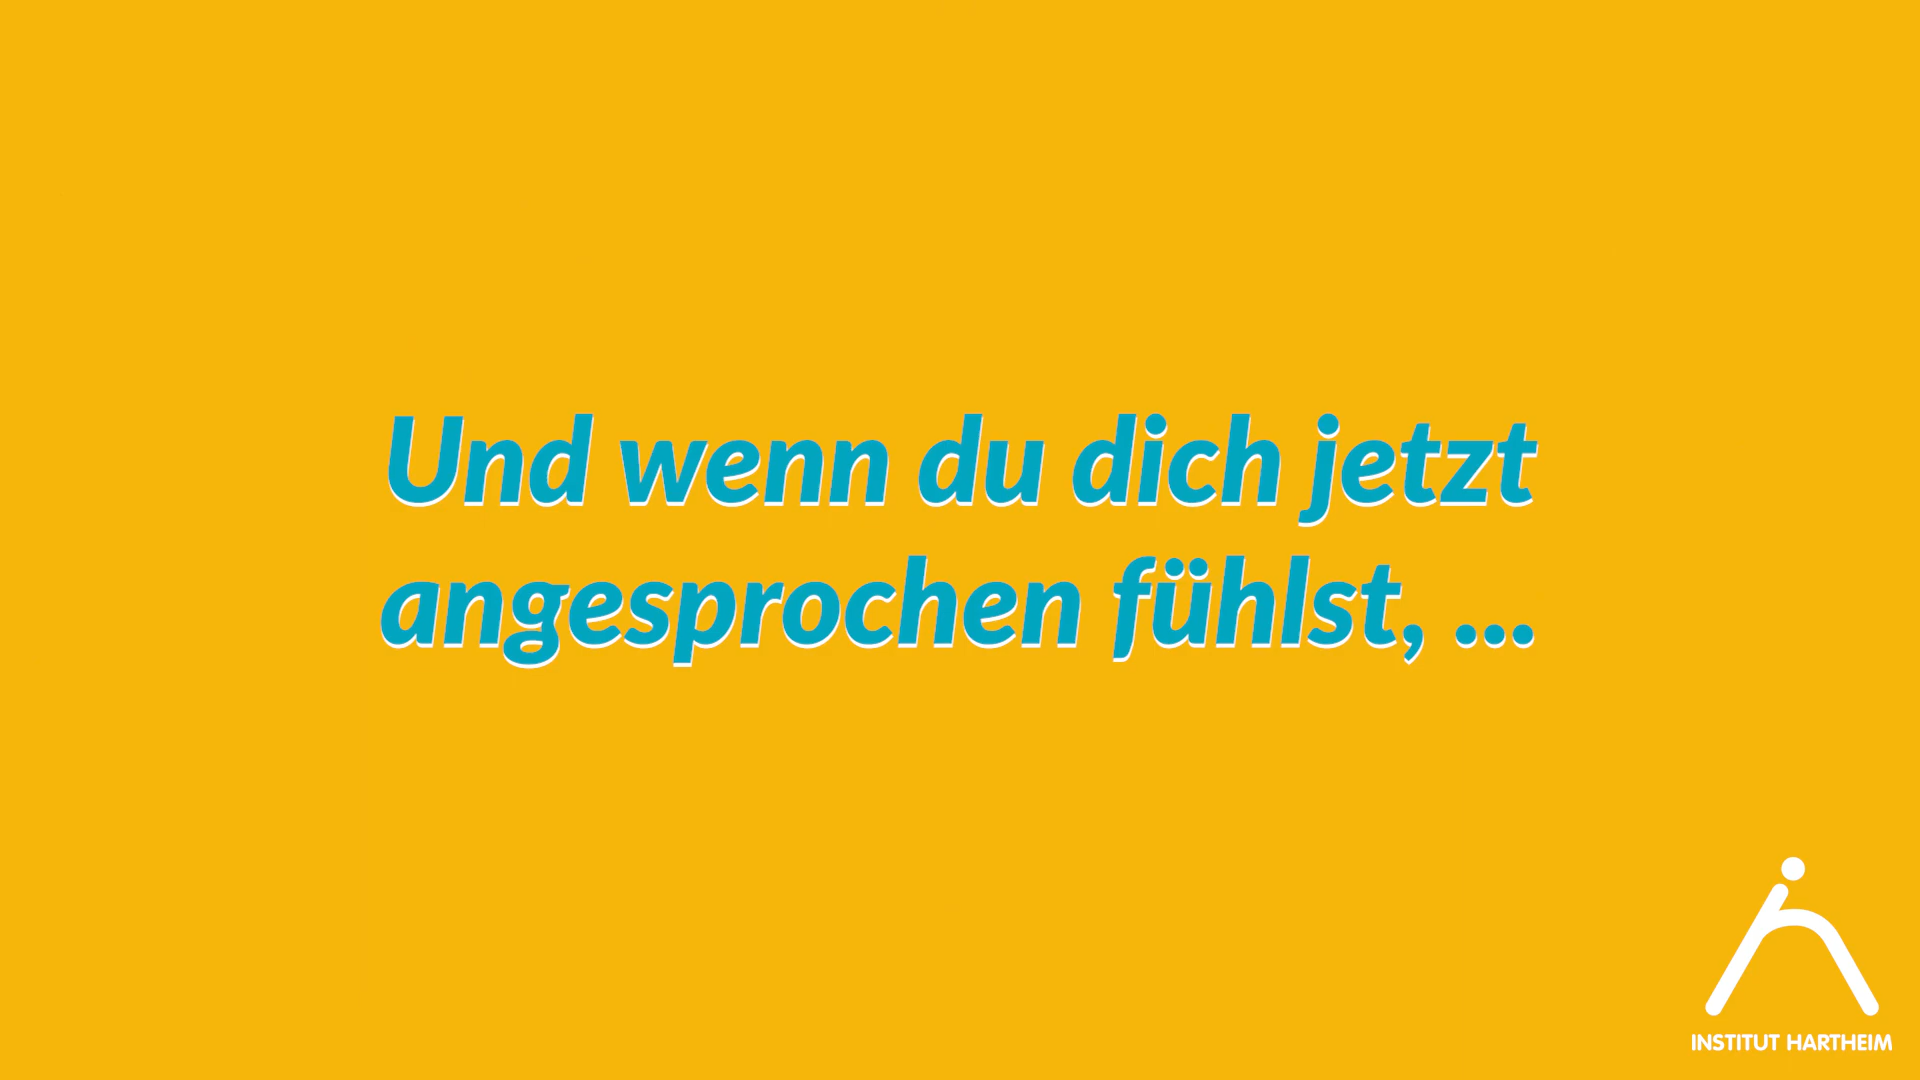 Und wenn du dich jetzt
angesprochen fühlst, ...
INSTITUT HARTHEIM